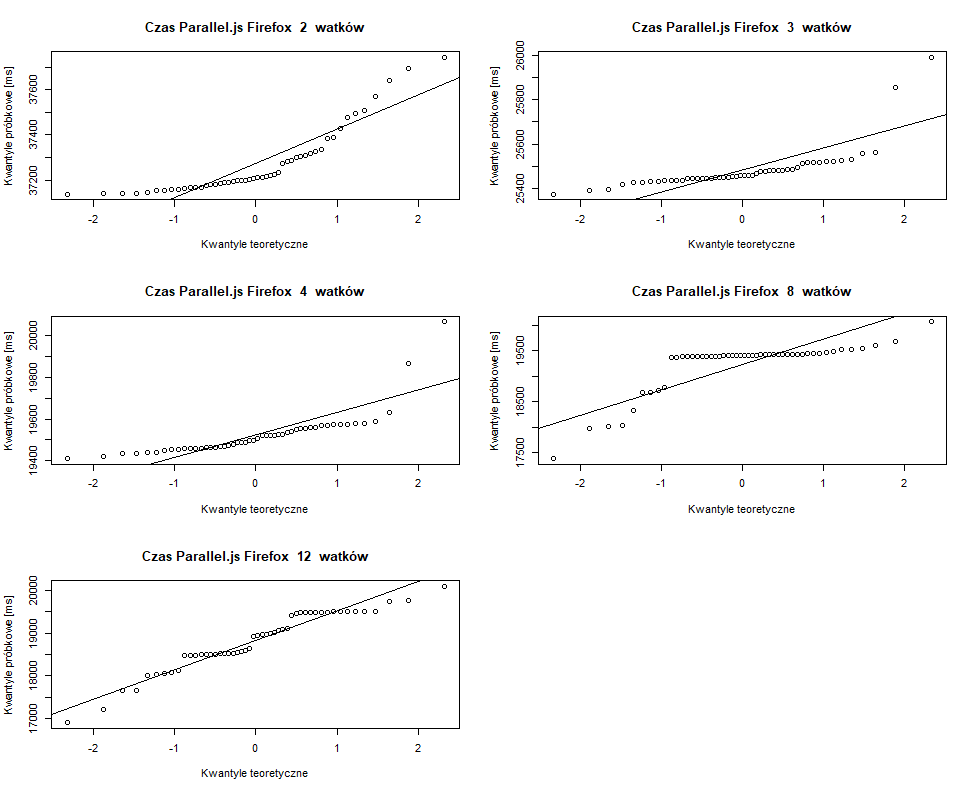 Czas Parallel.js Firefox 2 watków
Kwantyle próbkowe [ms]
37200 37400 37600
-2 -1 0 1 2
Kwantyle teoretyczne
Czas Parallel.js Firefox 3 watków
Kwantyle próbkowe [ms]
25400 25600 25800 26000
-2 -1 0 1 2
Kwantyle teoretyczne
Czas Parallel.js Firefox 4 watków
Kwantyle próbkowe [ms]
19400 19600 19800 20000
-2 -1 0 1 2
Kwantyle teoretyczne
Czas Parallel.js Firefox 8 watków
Kwantyle próbkowe [ms]
17500 18500 19500
-2 -1 0 1 2
Kwantyle teoretyczne
Czas Parallel.js Firefox 12 watków
Kwantyle próbkowe [ms]
17000 18000 19000 20000
-2 -1 0 1 2
Kwantyle teoretyczne